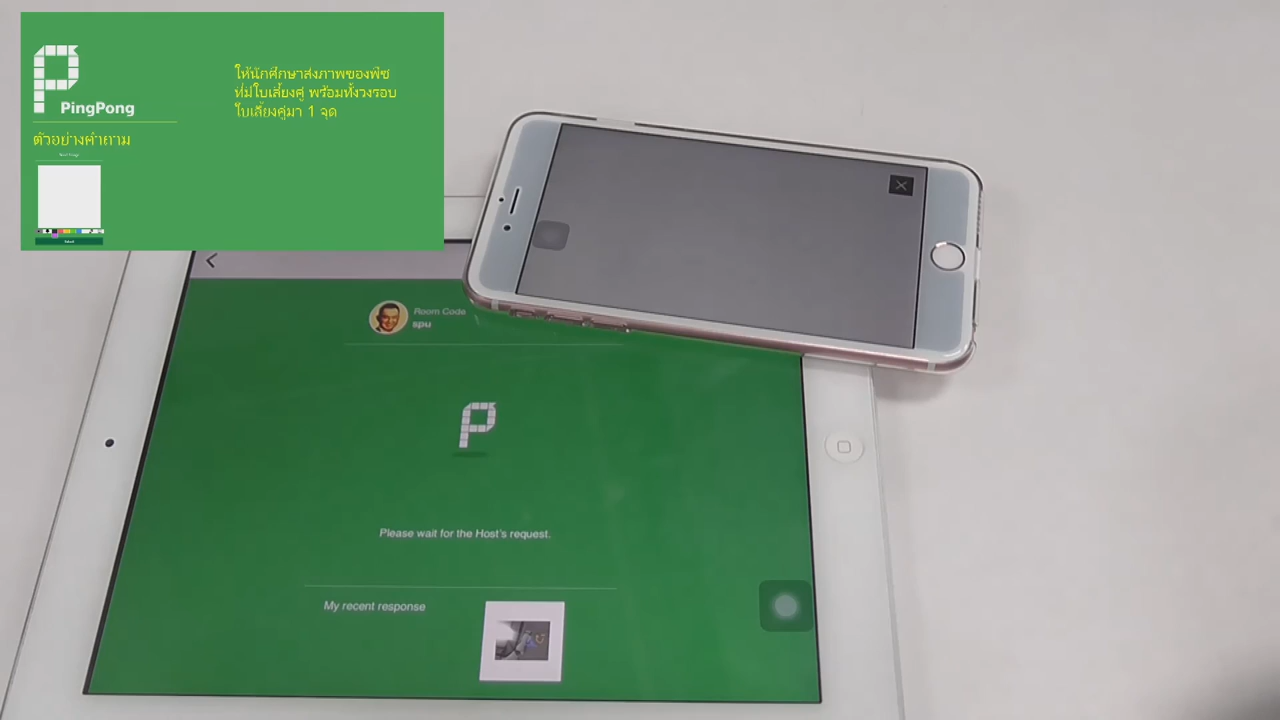 PingPong
ตัวอย่างคำถาม
ให้นักศึกษาส่งภาพของพืช
ที่มีใบเลี้ยงคู่ พร้อมทั้งวงรอบ
ใบเลี้ยงคู่มา 1 จุด
Room Code
spu
Please wait for the Host's request.
My recent response